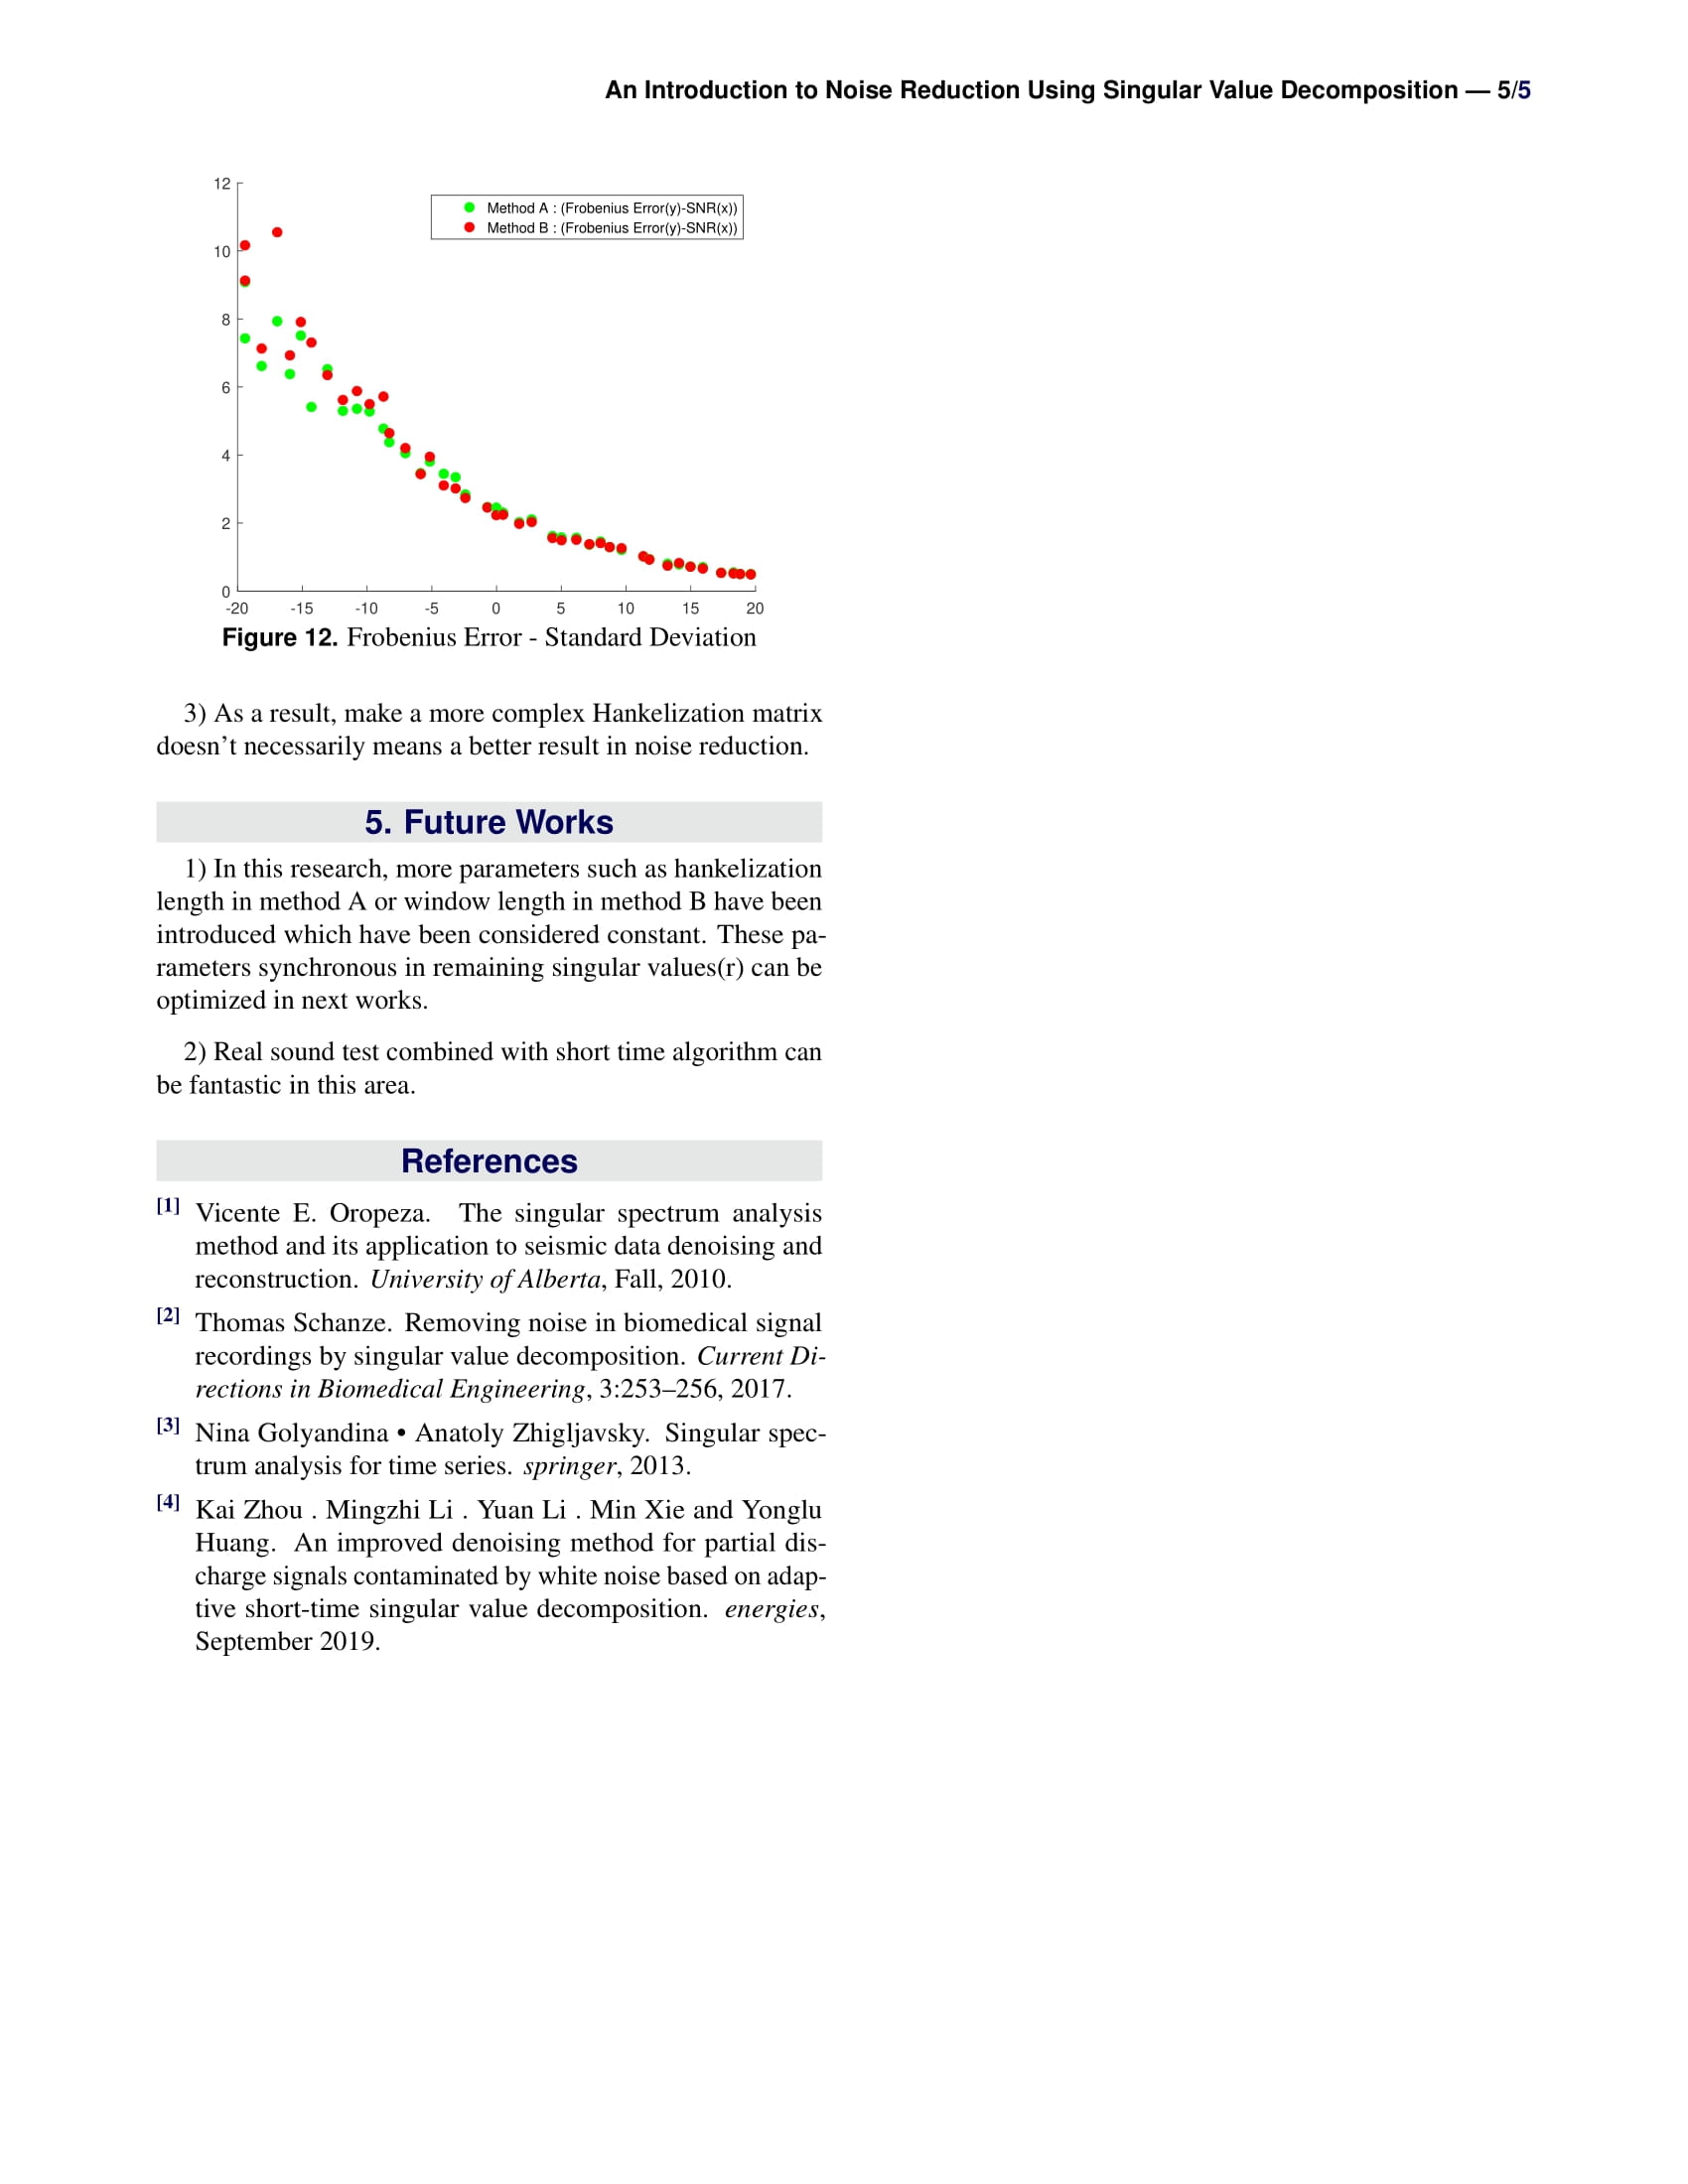 An Introduction to Noise Reduction Using Singular Value Decomposition — 5/5
12
10
8
6
4
2
0
Method A : (Frobenius Error(y)-SNR(x))
Method B : (Frobenius Error(y)-SNR(x))
-20 -15 -10 -5 0 5 10 15 20
Figure 12. Frobenius Error - Standard Deviation
3) As a result, make a more complex Hankelization matrix
doesn't necessarily means a better result in noise reduction.
5. Future Works
1) In this research, more parameters such as hankelization
length in method A or window length in method B have been
introduced which have been considered constant. These pa-
rameters synchronous in remaining singular values(r) can be
optimized in next works.
2) Real sound test combined with short time algorithm can
be fantastic in this area.
References
[1] Vicente E. Oropeza. The singular spectrum analysis
method and its application to seismic data denoising and
reconstruction. University of Alberta, Fall, 2010.
[2] Thomas Schanze. Removing noise in biomedical signal
recordings by singular value decomposition. Current Di-
rections in Biomedical Engineering, 3:253–256, 2017.
[3] Nina Golyandina • Anatoly Zhigljavsky. Singular spec-
trum analysis for time series. springer, 2013.
[4] Kai Zhou . Mingzhi Li . Yuan Li . Min Xie and Yonglu
Huang. An improved denoising method for partial dis-
charge signals contaminated by white noise based on adap-
tive short-time singular value decomposition. energies,
September 2019.